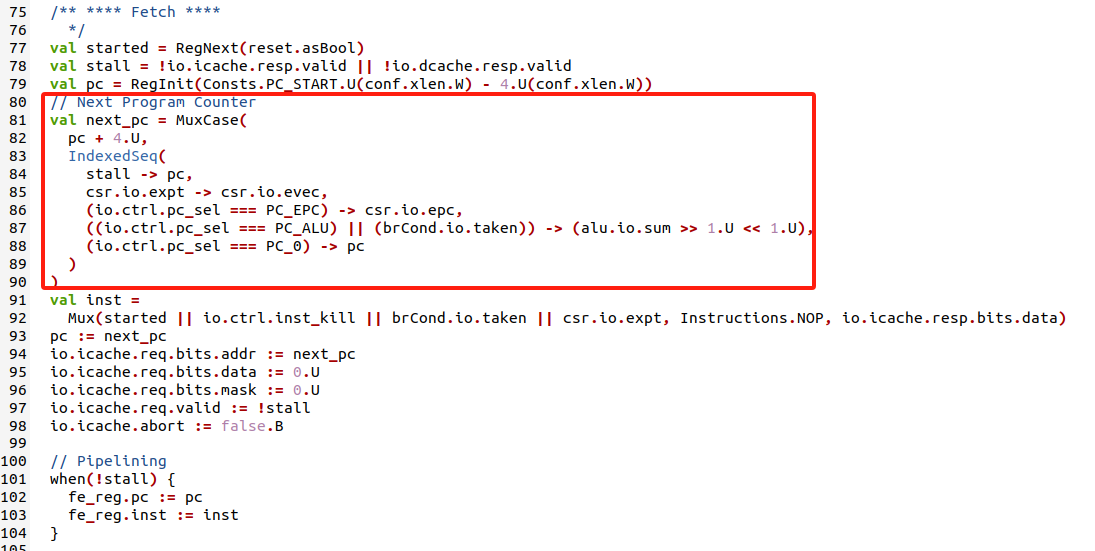 75 /** **** Fetch ****
76   */
77 val started = RegNext(reset.asBool)
78 val stall = !io.icache.resp.valid || !io.dcache.resp.valid
79 val pc = RegInit(Consts.PC_START.U(conf.xlen.W) - 4.U(conf.xlen.W))
80 // Next Program Counter
81 val next_pc = MuxCase(
82   pc + 4.U,
83   IndexedSeq(
84     stall -> pc,
85     csr.io.expt -> csr.io.evec,
86     (io.ctrl.pc_sel === PC_EPC) -> csr.io.epc,
87     ((io.ctrl.pc_sel === PC_ALU) || (brCond.io.taken)) -> (alu.io.sum >> 1.U << 1.U),
88     (io.ctrl.pc_sel === PC_0) -> pc
89   )
90 )
91 val inst =
92   Mux(started || io.ctrl.inst_kill || brCond.io.taken || csr.io.expt, Instructions.NOP, io.icache.resp.bits.data)
93 pc := next_pc
94 io.icache.req.bits.addr := next_pc
95 io.icache.req.bits.data := 0.U
96 io.icache.req.bits.mask := 0.U
97 io.icache.req.valid := !stall
98 io.icache.abort := false.B
99
100 // Pipelining
101 when(!stall) {
102   fe_reg.pc := pc
103   fe_reg.inst := inst
104 }
105